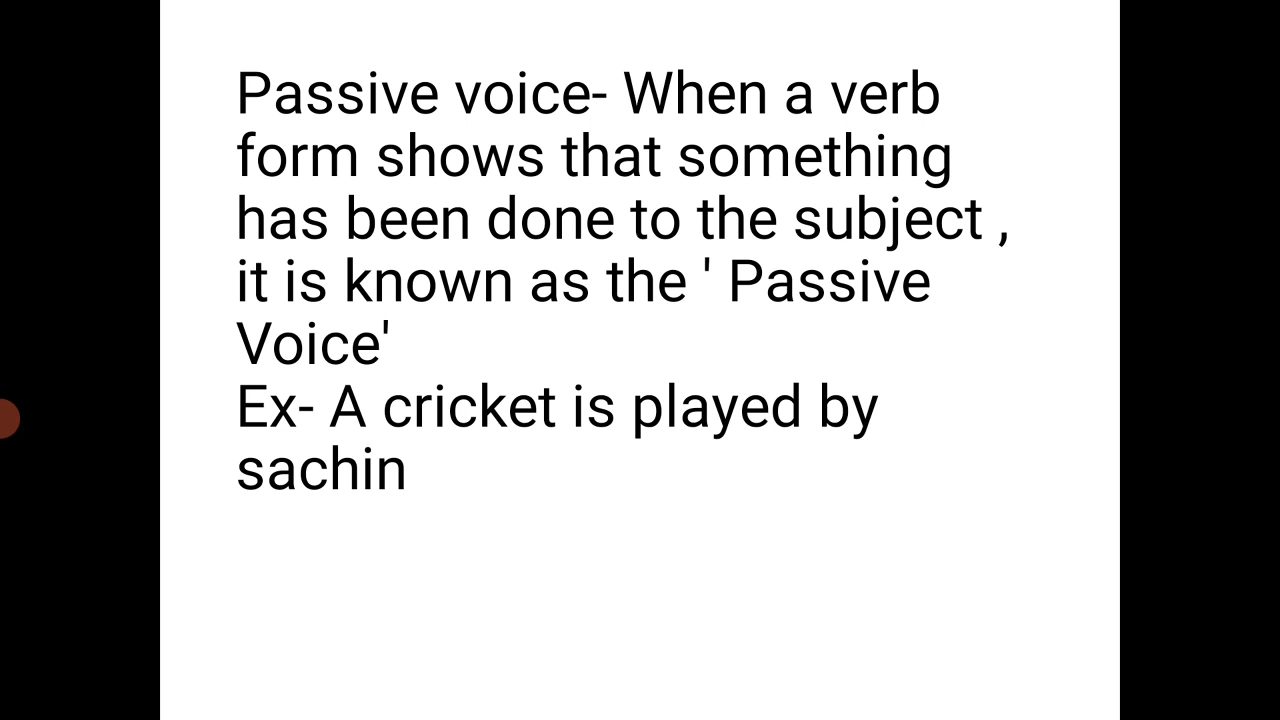 Passive voice- When a verb
form shows that something
has been done to the subject ,
it is known as the ' Passive
Voice'
Ex- A cricket is played by
sachin